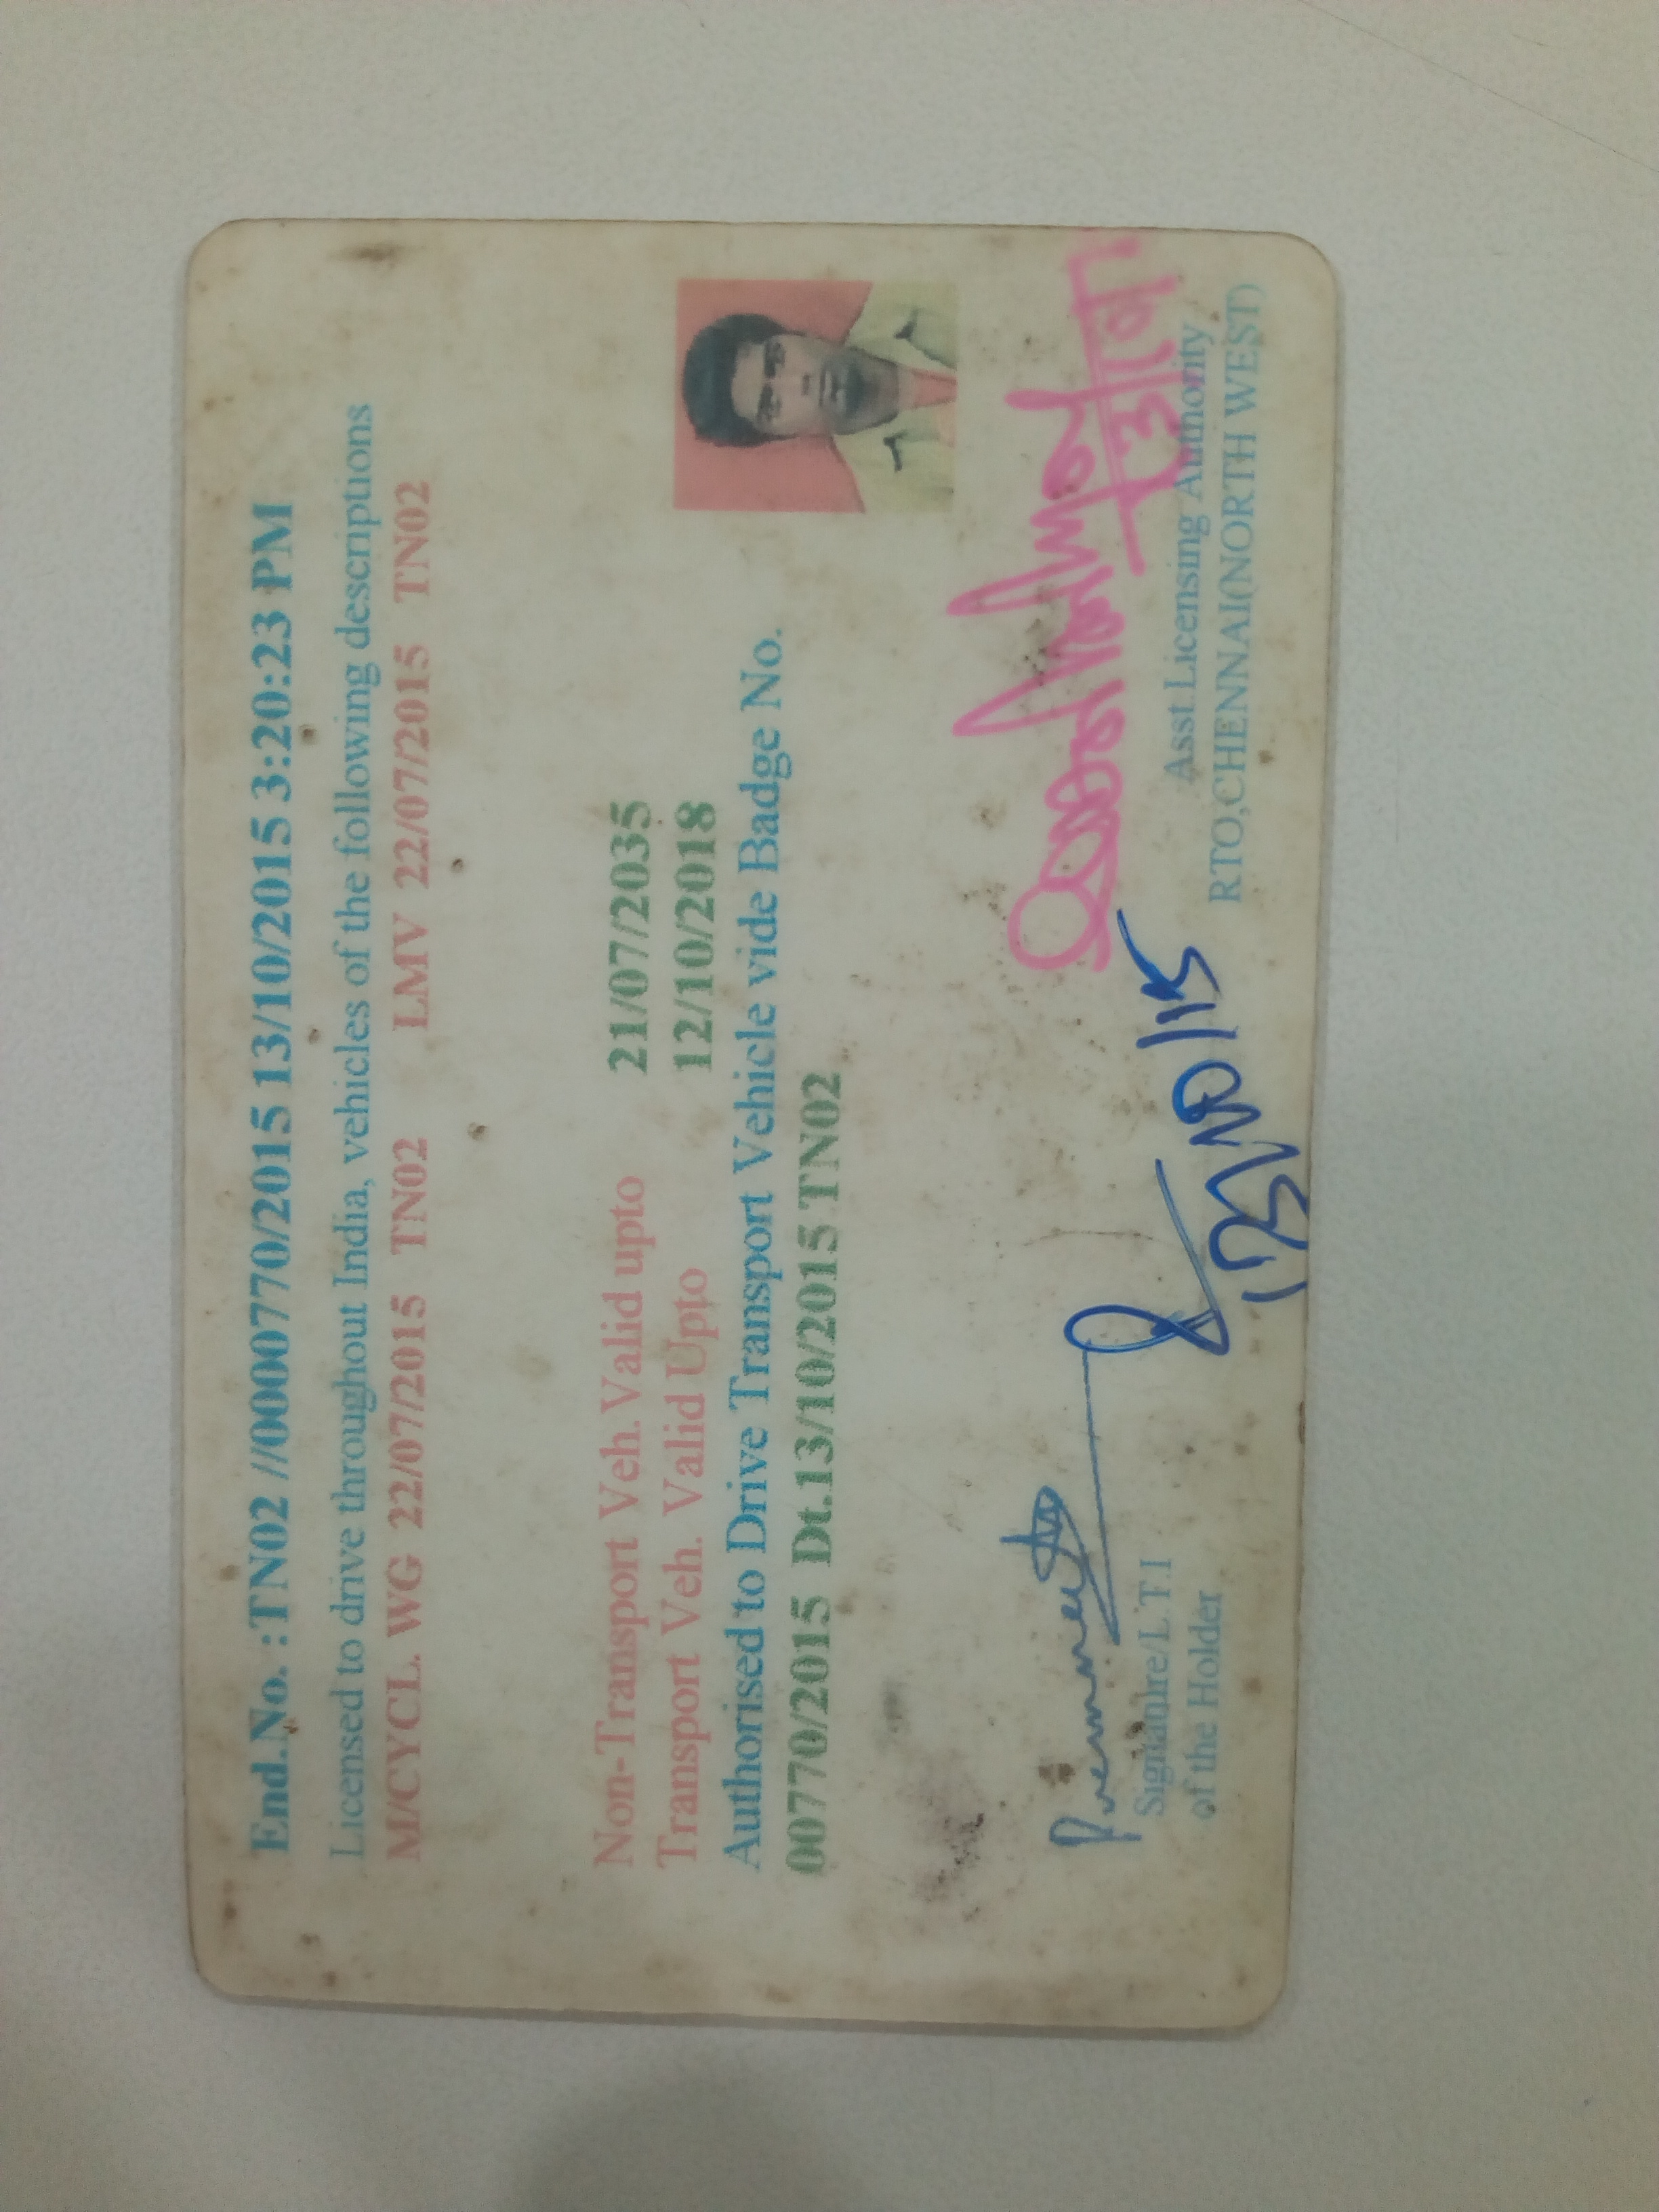 End.No. :TN02 //0000770/2015 13/10/2015 3:20:23 PM
Licensed to drive throughout India, vehicles of the following descriptions
M/CYCL. WG 22/07/2015 TN02 LMV 22/07/2015 TN02
Non-Transport Veh.Valid upto 21/07/2035
Transport Veh. Valid Upto 12/10/2018
Authorised to Drive Transport Vehicle vide Badge No.
00770/2015 Dt.13/10/2015 TN02
Signature/L.T.I
of the Holder
Asst.Licensing Authority
RTO,CHENNAI(NORTH WEST)